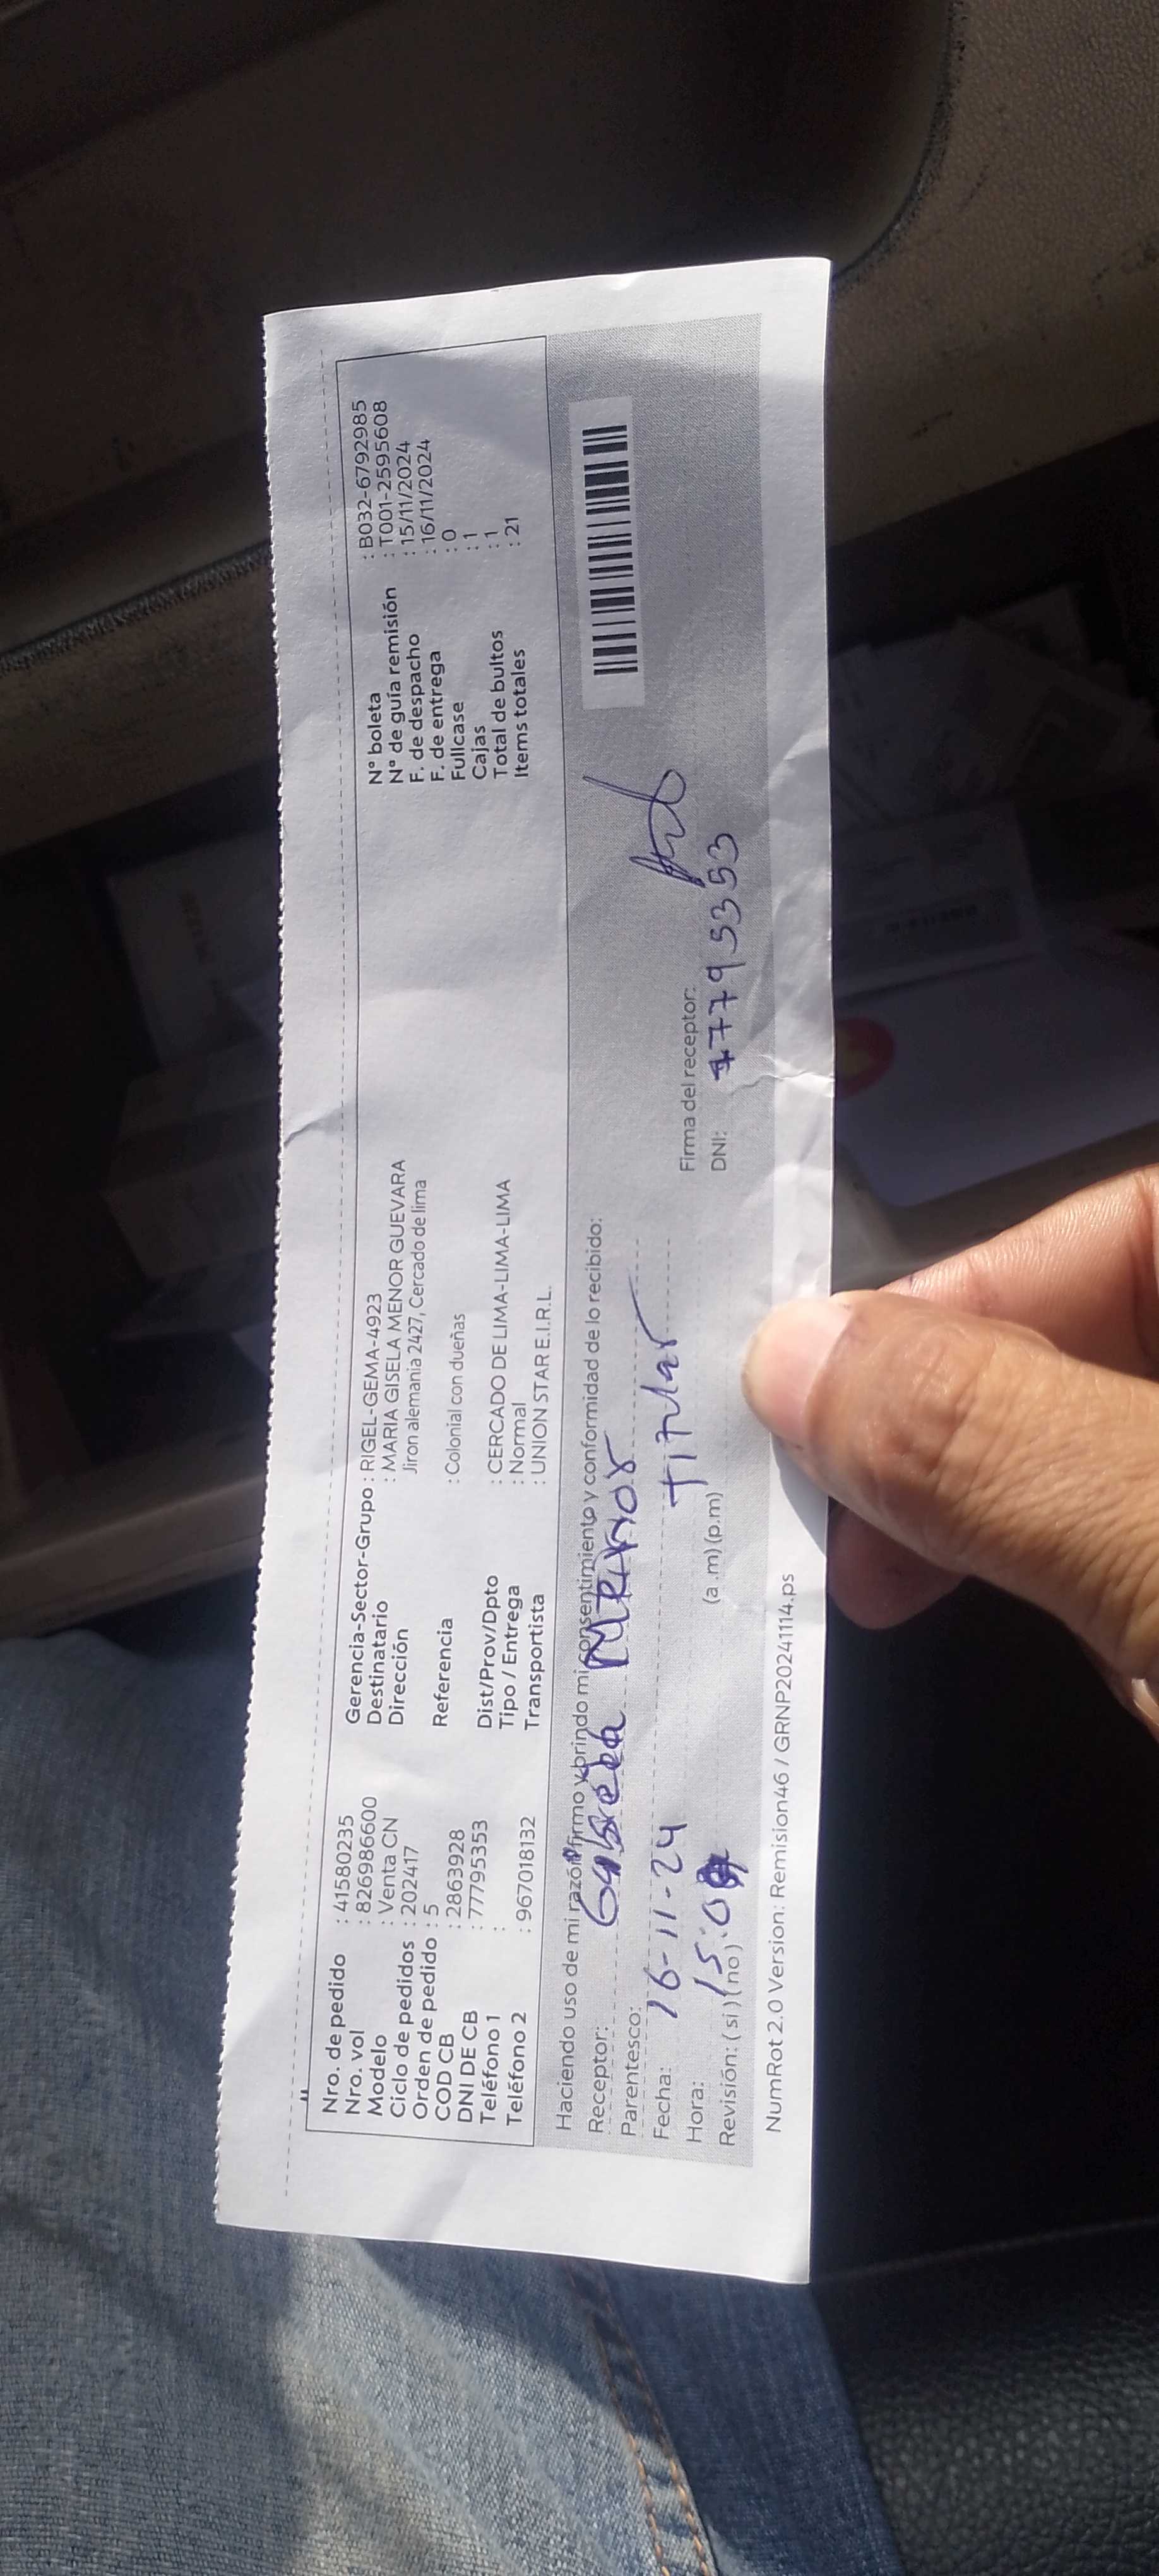 Nro. de pedido : 41580235
Nro. vol : 826986600
Modelo : Venta CN
Ciclo de pedidos : 202417
Orden de pedido : 5
COD CB : 2863928
DNI DE CB : 77795353
Teléfono 1 :
Teléfono 2 : 967018132
Gerencia-Sector-Grupo : RIGEL-GEMA-4923
Destinatario : MARIA GISELA MENOR GUEVARA
Dirección Jiron alemania 2427, Cercado de lima
Referencia : Colonial con dueñas
Dist/Prov/Dpto : CERCADO DE LIMA-LIMA-LIMA
Tipo / Entrega : Normal
Transportista : UNION STAR E.I.R.L.
N° boleta : B032-6792985
N° de guía remisión : T001-2595608
F. de despacho : 15/11/2024
F. de entrega : 16/11/2024
Fullcase : 0
Cajas : 1
Total de bultos : 1
Items totales : 21
Haciendo uso de mi razón firmo y brindo mi consentimiento y conformidad de lo recibido:
Receptor: Menor
Parentesco: Titular
Fecha: 16-11-24
Hora: 15:0 (a .m) (p.m)
Revisión: ( si ) ( no )
Firma del receptor:
DNI: 77795353
NumRot 2.0 Version: Remision46 / GRNP20241114.ps